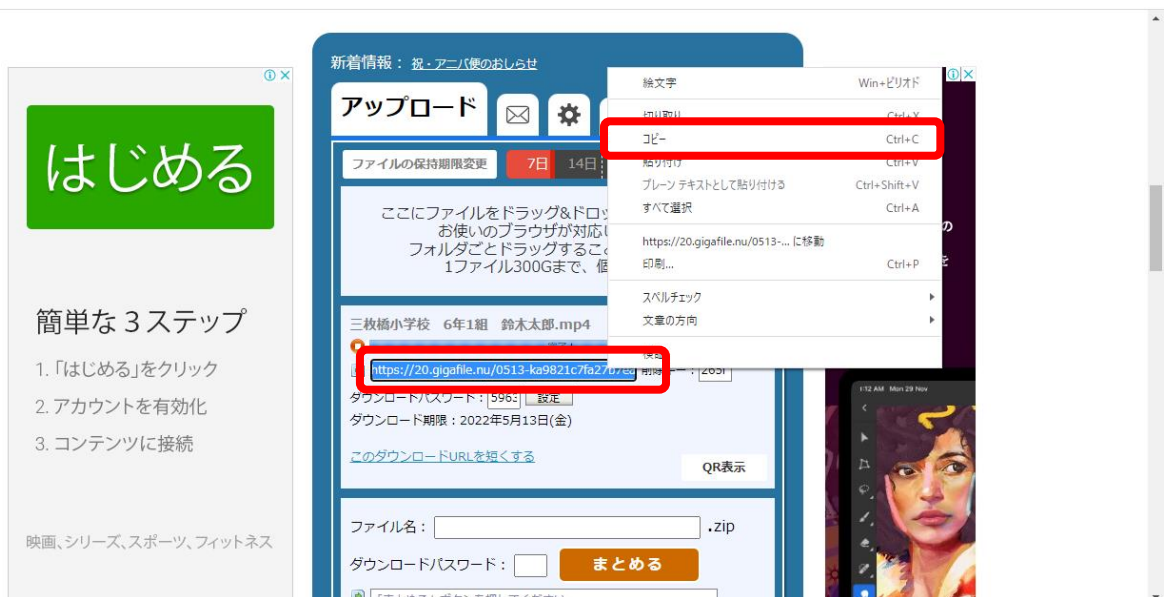 新着情報： 祝・アニバ便のおしらせ
はじめる
簡単な３ステップ
1.「はじめる」をクリック
2. アカウントを有効化
3. コンテンツに接続
映画、シリーズ、スポーツ、フィットネス
アップロード
ファイルの保持期限変更 7日 14日
ここにファイルをドラッグ&ドロッ
お使いのブラウザが対応
フォルダごとドラッグするこ
1ファイル300Gまで、個
三枚橋小学校 6年1組 鈴木太郎.mp4
https://20.gigafile.nu/0513-ka9821c7fa27b7ea 削除キー：265f
ダウンロードパスワード：5963 設定
ダウンロード期限：2022年5月13日(金)
このダウンロードURLを短くする
QR表示
ファイル名： .zip
ダウンロードパスワード： まとめる
絵文字 Win+ピリオド
切り取り Ctrl+X
コピー Ctrl+C
貼り付け Ctrl+V
プレーン テキストとして貼り付ける Ctrl+Shift+V
すべて選択 Ctrl+A
https://20.gigafile.nu/0513-... に移動
印刷... Ctrl+P
スペルチェック
文章の方向
の
を
1:12 AM Mon 29 Nov